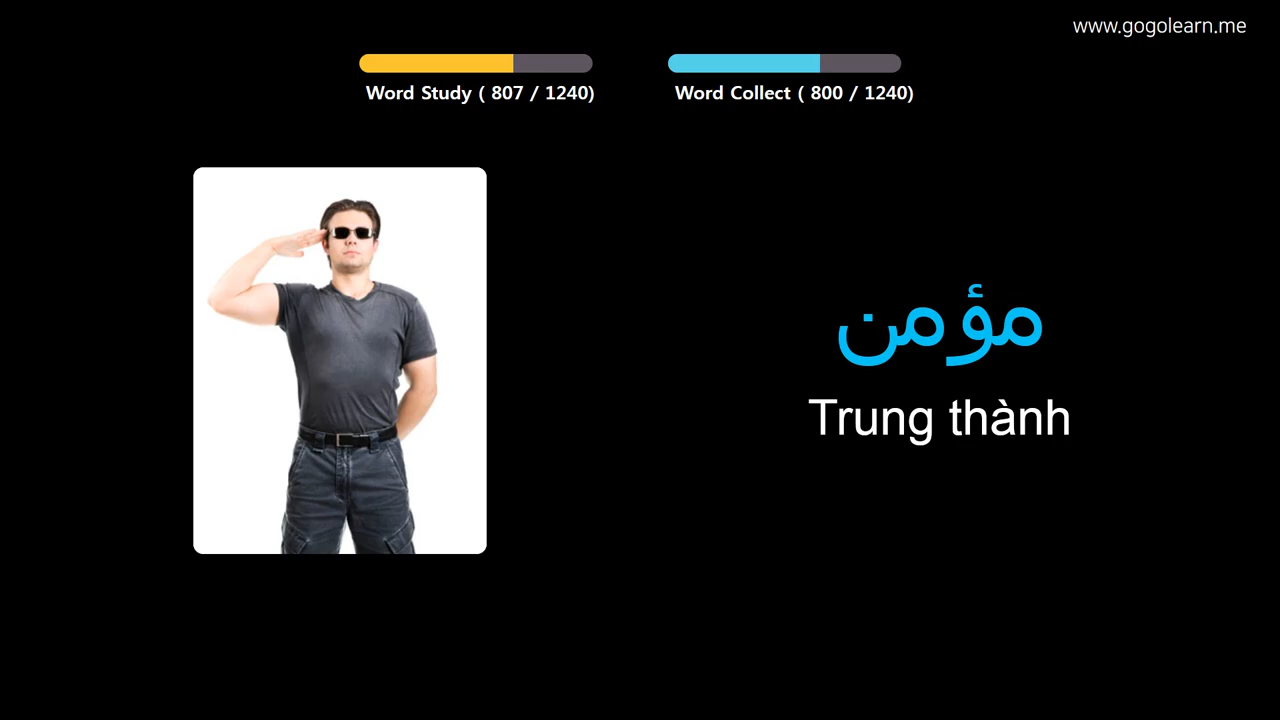 www.gogolearn.me
Word Study ( 807 / 1240)
Word Collect ( 800 / 1240)
مؤمن
Trung thành